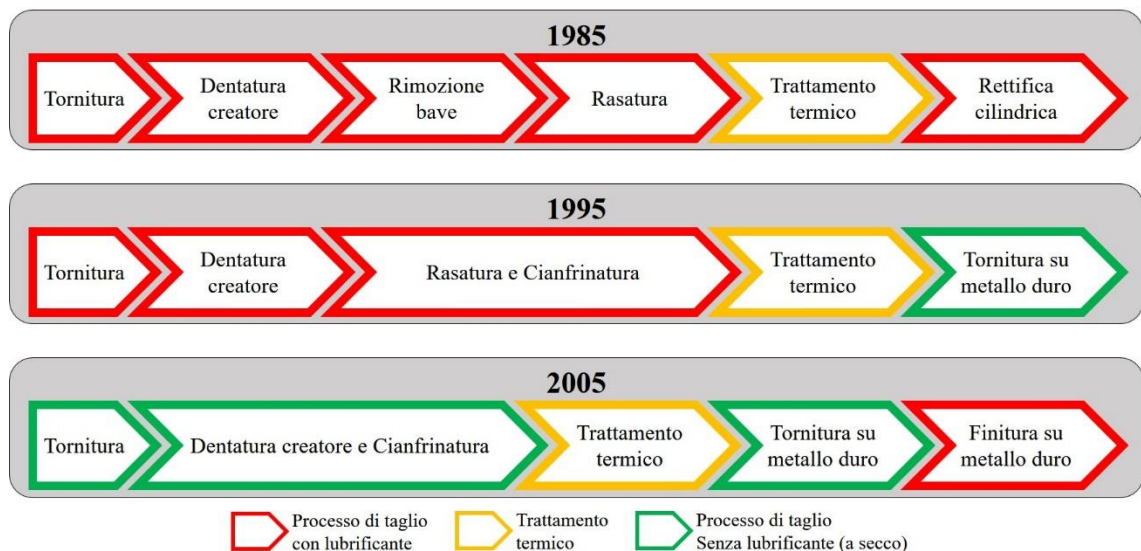 1985
Tornitura
Dentatura
creatore
Rimozione
bave
Rasatura
Trattamento
termico
Rettifica
cilindrica
1995
Tornitura
Dentatura
creatore
Rasatura e Cianfrinatura
Trattamento
termico
Tornitura su
metallo duro
2005
Tornitura
Dentatura creatore e Cianfrinatura
Trattamento
termico
Tornitura su
metallo duro
Finitura su
metallo duro
Processo di taglio
con lubrificante
Trattamento
termico
Processo di taglio
Senza lubrificante (a secco)